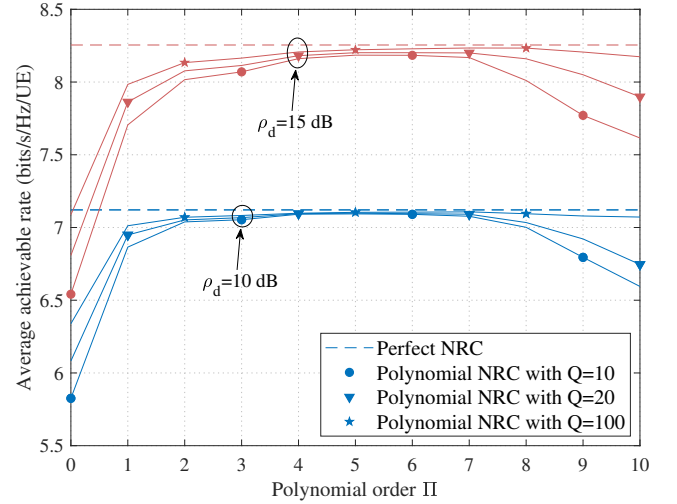 8.5
8
7.5
7
6.5
6
5.5
Average achievable rate (bits/s/Hz/UE)
ρd=15 dB
ρd=10 dB
Perfect NRC
Polynomial NRC with Q=10
Polynomial NRC with Q=20
Polynomial NRC with Q=100
0 1 2 3 4 5 6 7 8 9 10
Polynomial order Π